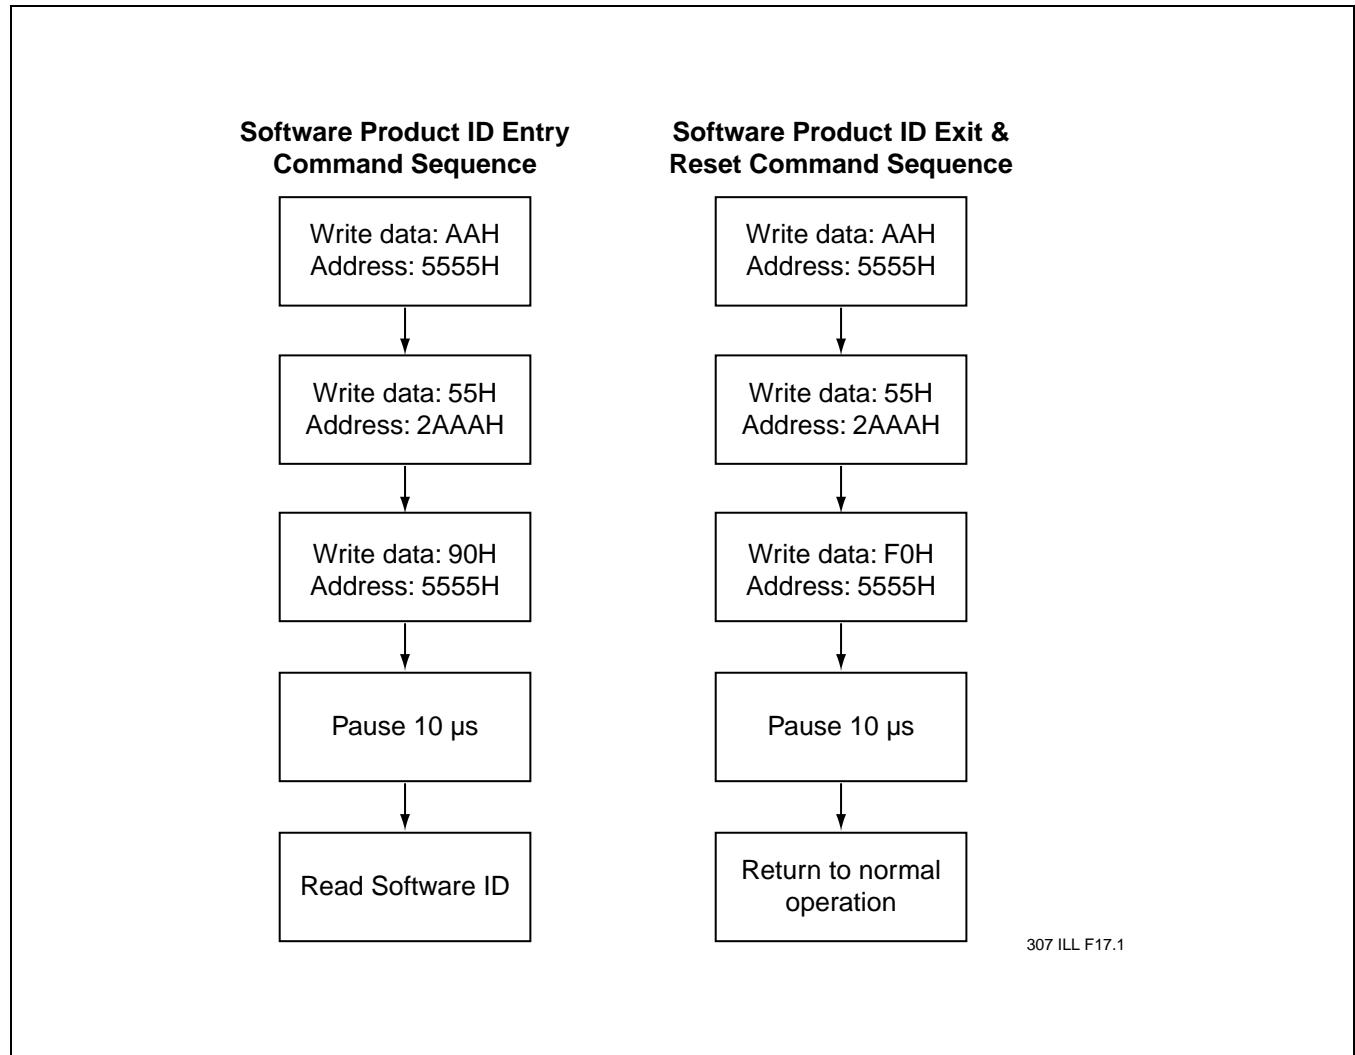 Software Product ID Entry
Command Sequence
Write data: AAH
Address: 5555H
Write data: 55H
Address: 2AAAH
Write data: 90H
Address: 5555H
Pause 10 µs
Read Software ID
Software Product ID Exit &
Reset Command Sequence
Write data: AAH
Address: 5555H
Write data: 55H
Address: 2AAAH
Write data: F0H
Address: 5555H
Pause 10 µs
Return to normal
operation
307 ILL F17.1